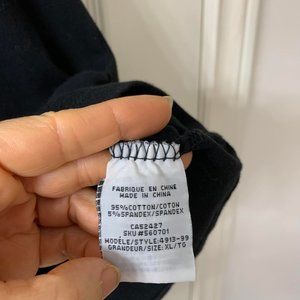 FABRIQUE EN CHINE
MADE IN CHINA
95%COTTON/COTON
5%SPANDEX/SPANDEX
CA52427
SKU#560701
MODÈLE/STYLE:4913-99
GRANDEUR/SIZE:XL/TG